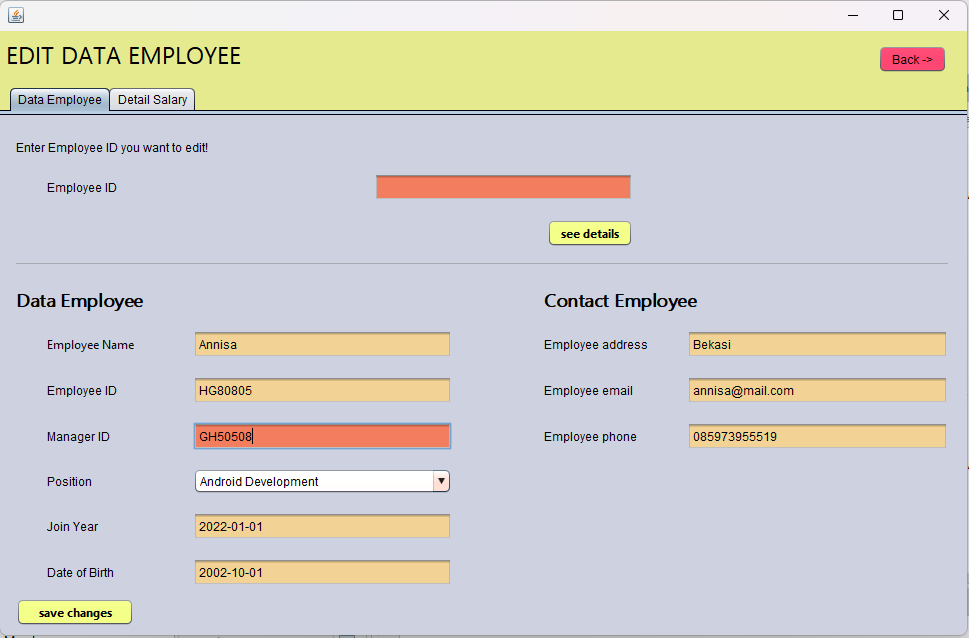 EDIT DATA EMPLOYEE
Back ->
Data Employee Detail Salary
Enter Employee ID you want to edit!
Employee ID
see details
Data Employee
Employee Name Annisa
Employee ID HG80805
Manager ID GH50508
Position Android Development
Join Year 2022-01-01
Date of Birth 2002-10-01
save changes
Contact Employee
Employee address Bekasi
Employee email annisa@mail.com
Employee phone 085973955519